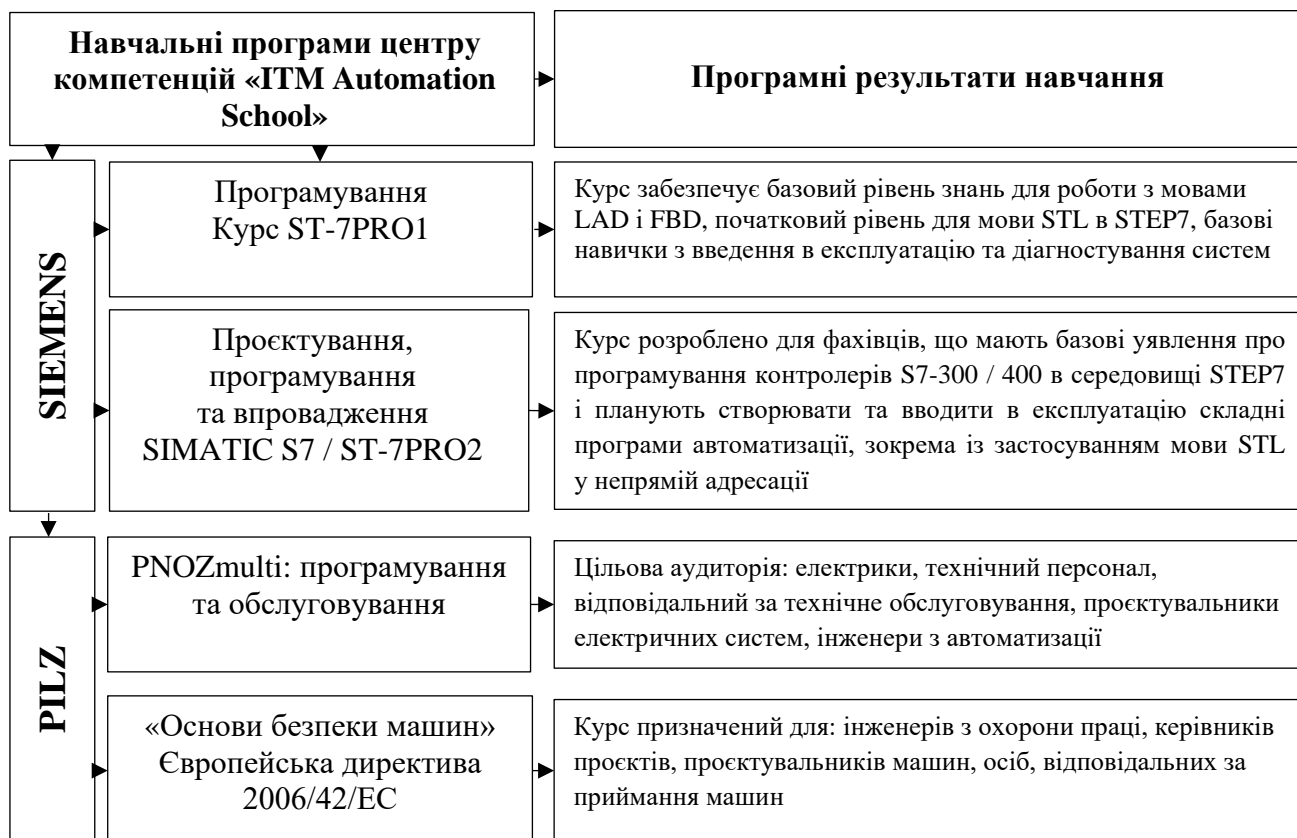 Навчальні програми центру
компетенцій «ITM Automation
School»
Програмні результати навчання
SIEMENS
Програмування
Курс ST-7PRO1
Курс забезпечує базовий рівень знань для роботи з мовами
LAD і FBD, початковий рівень для мови STL в STEP7, базові
навички з введення в експлуатацію та діагностування систем
Проєктування,
програмування
та впровадження
SIMATIC S7 / ST-7PRO2
Курс розроблено для фахівців, що мають базові уявлення про
програмування контролерів S7-300 / 400 в середовищі STEP7
і планують створювати та вводити в експлуатацію складні
програми автоматизації, зокрема із застосуванням мови STL
у непрямій адресації
PILZ
PNOZmulti: програмування
та обслуговування
Цільова аудиторія: електрики, технічний персонал,
відповідальний за технічне обслуговування, проєктувальники
електричних систем, інженери з автоматизації
«Основи безпеки машин»
Європейська директива
2006/42/EC
Курс призначений для: інженерів з охорони праці, керівників
проєктів, проєктувальників машин, осіб, відповідальних за
приймання машин